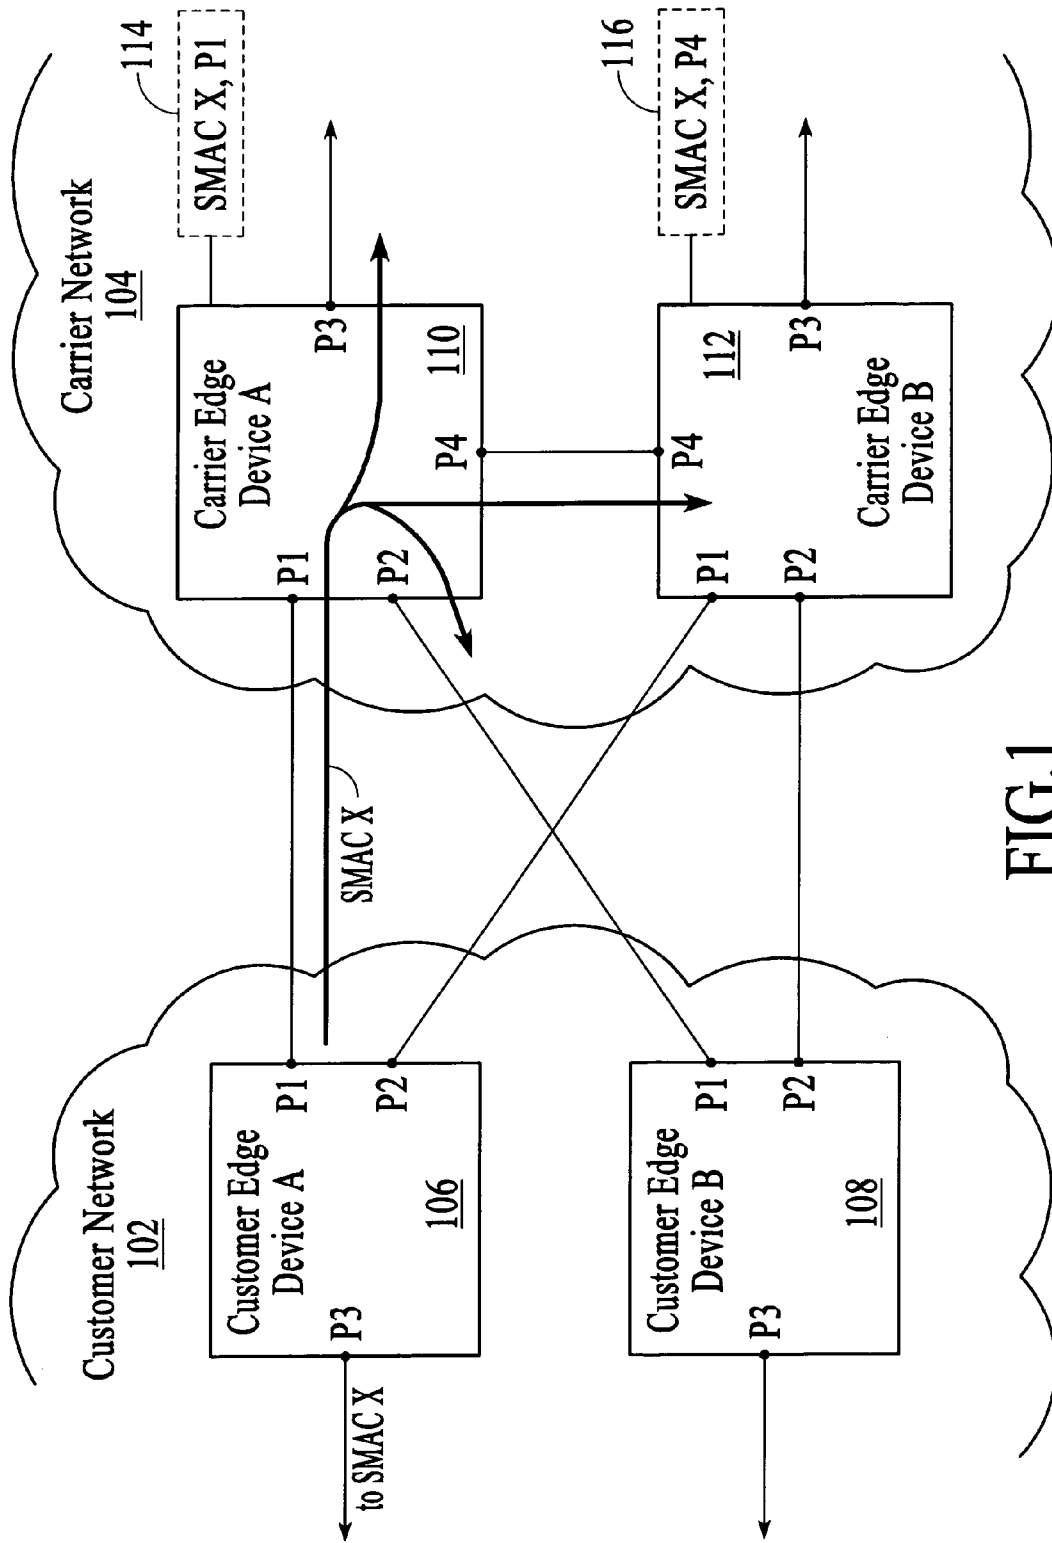 Customer Network
102
Carrier Network
104
Customer Edge
Device A
106
P1
P2
P3
to SMAC X
Customer Edge
Device B
108
P1
P2
P3
SMAC X
Carrier Edge
Device A
110
P1
P2
P3
P4
SMAC X, P1
114
Carrier Edge
Device B
112
P1
P2
P3
P4
SMAC X, P4
116
FIG.1